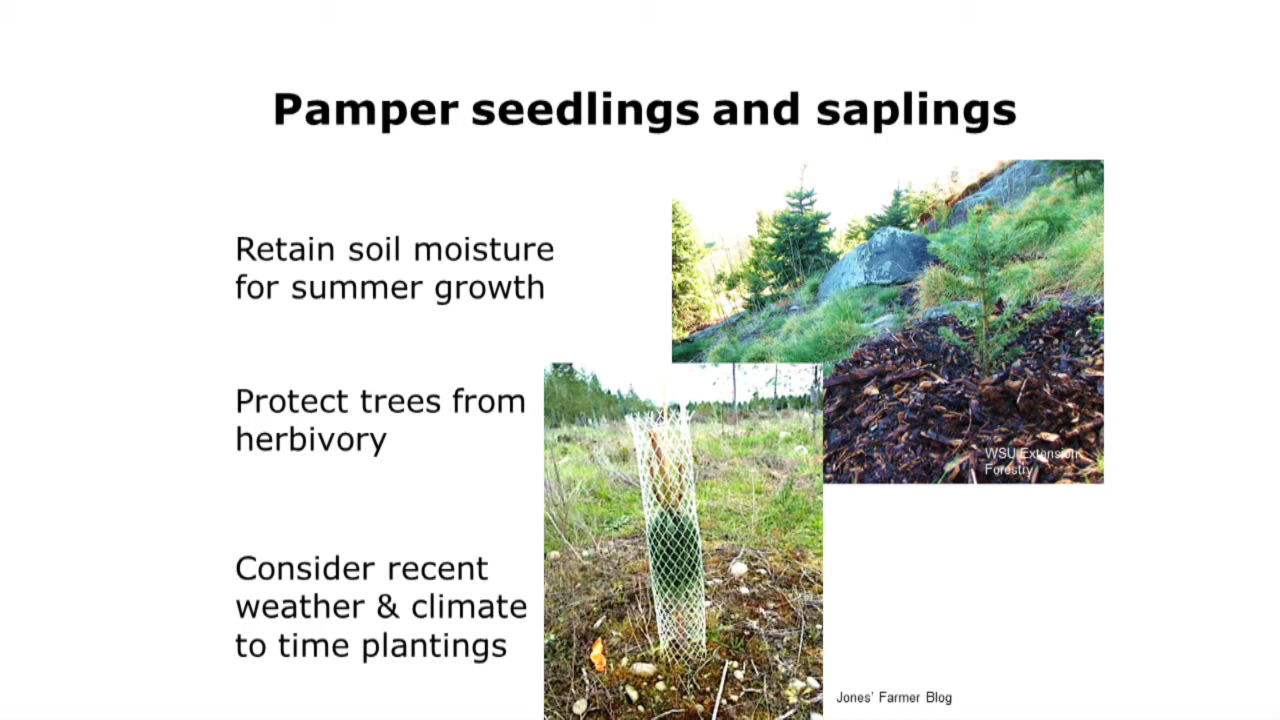 Pamper seedlings and saplings
Retain soil moisture
for summer growth
Protect trees from
herbivory
WSU Extension
Forestry
Consider recent
weather & climate
to time plantings
Jones' Farmer Blog